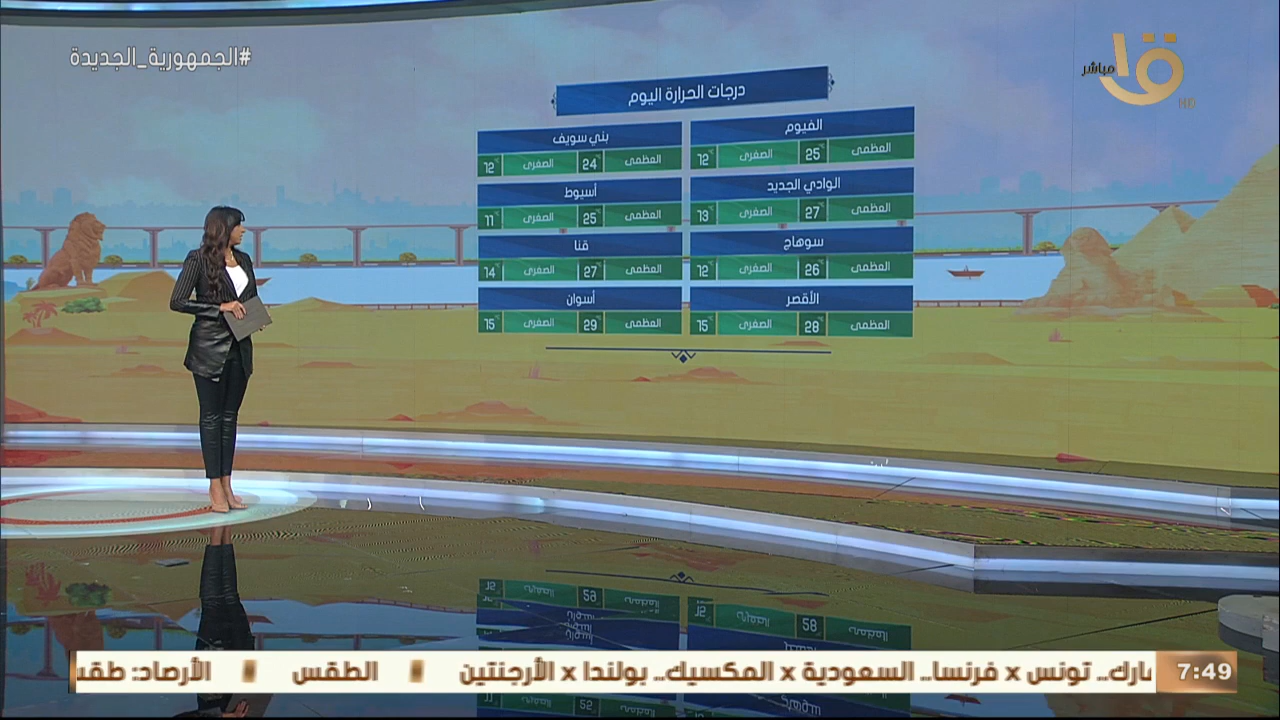 #الجمهورية_الجديدة
مباشر
HD
درجات الحرارة اليوم
الفيوم
العظمى 25 الصغرى 12
بني سويف
العظمى 24 الصغرى 12
الوادي الجديد
العظمى 27 الصغرى 13
أسيوط
العظمى 25 الصغرى 11
سوهاج
العظمى 26 الصغرى 12
قنا
العظمى 27 الصغرى 14
الأقصر
العظمى 28 الصغرى 15
أسوان
العظمى 29 الصغرى 15
7:49
تونس x فرنسا.. السعودية x المكسيك.. بولندا x الأرجنتين الطقس الأرصاد: